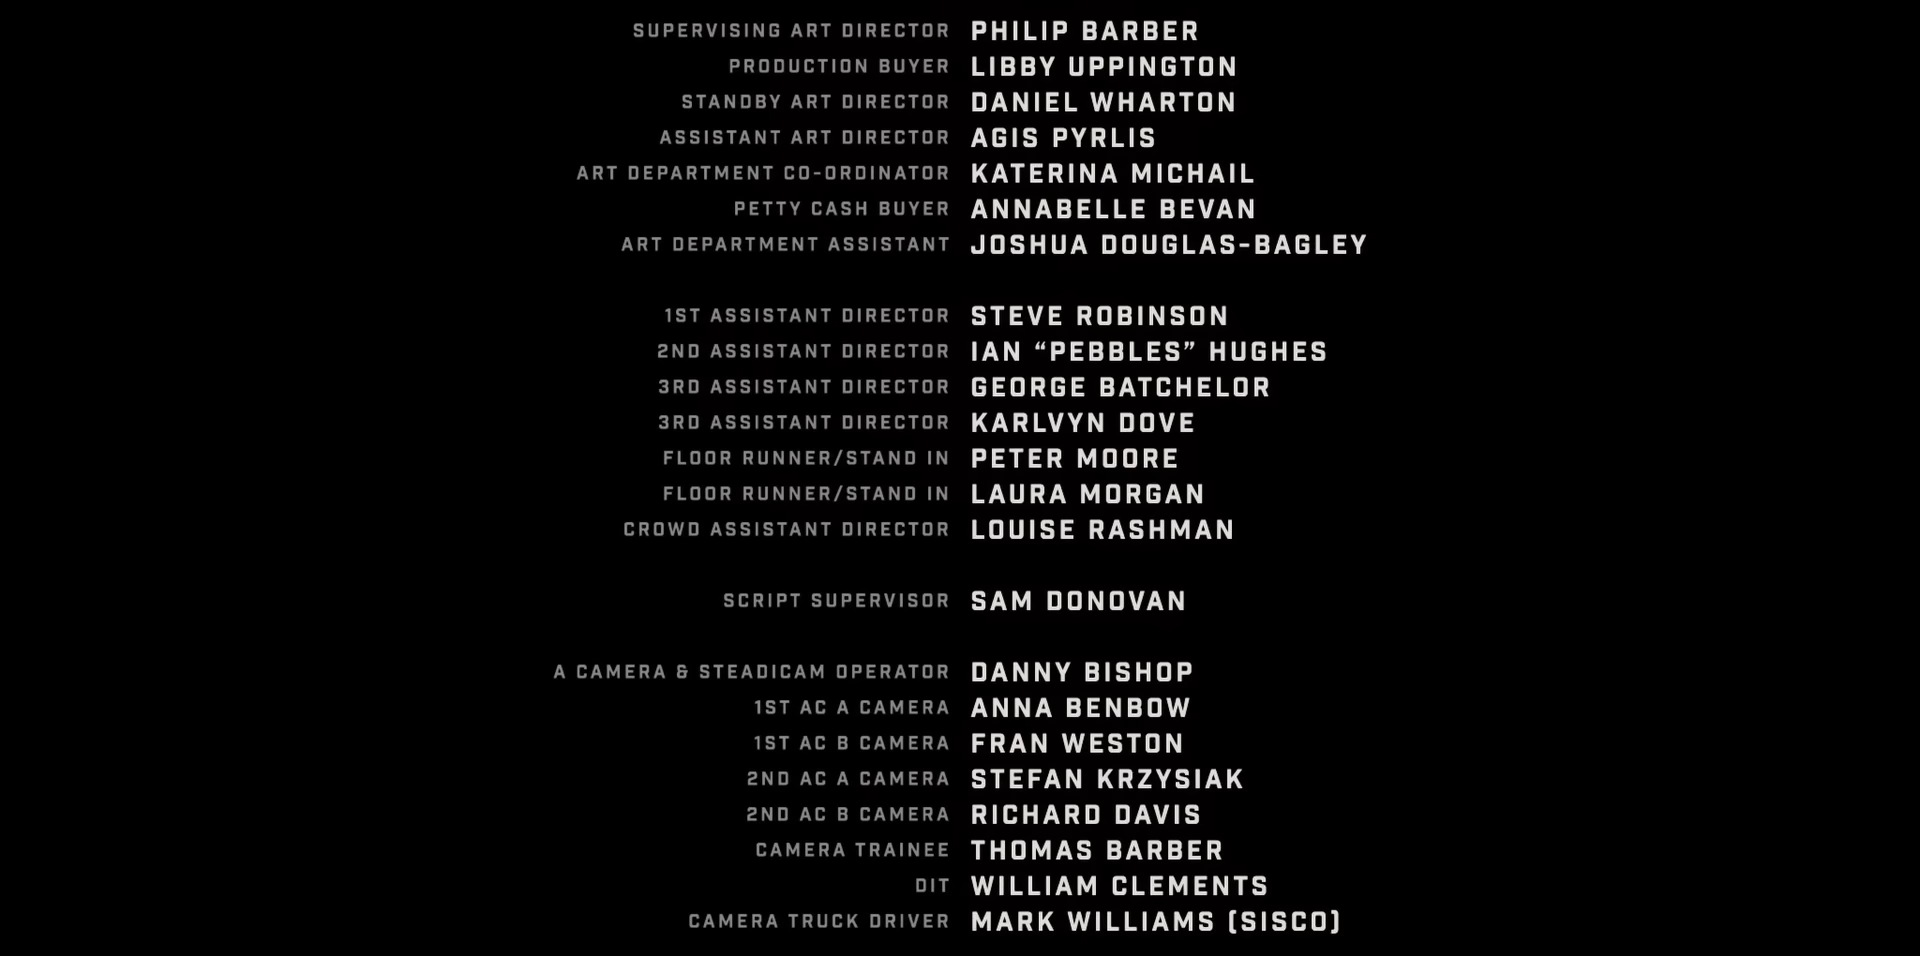 SUPERVISING ART DIRECTOR PHILIP BARBER
PRODUCTION BUYER LIBBY UPPINGTON
STANDBY ART DIRECTOR DANIEL WHARTON
ASSISTANT ART DIRECTOR AGIS PYRLIS
ART DEPARTMENT CO-ORDINATOR KATERINA MICHAIL
PETTY CASH BUYER ANNABELLE BEVAN
ART DEPARTMENT ASSISTANT JOSHUA DOUGLAS-BAGLEY
1ST ASSISTANT DIRECTOR STEVE ROBINSON
2ND ASSISTANT DIRECTOR IAN “PEBBLES” HUGHES
3RD ASSISTANT DIRECTOR GEORGE BATCHELOR
3RD ASSISTANT DIRECTOR KARLVYN DOVE
FLOOR RUNNER/STAND IN PETER MOORE
FLOOR RUNNER/STAND IN LAURA MORGAN
CROWD ASSISTANT DIRECTOR LOUISE RASHMAN
SCRIPT SUPERVISOR SAM DONOVAN
A CAMERA & STEADICAM OPERATOR DANNY BISHOP
1ST AC A CAMERA ANNA BENBOW
1ST AC B CAMERA FRAN WESTON
2ND AC A CAMERA STEFAN KRZYSIAK
2ND AC B CAMERA RICHARD DAVIS
CAMERA TRAINEE THOMAS BARBER
DIT WILLIAM CLEMENTS
CAMERA TRUCK DRIVER MARK WILLIAMS (SISCO)